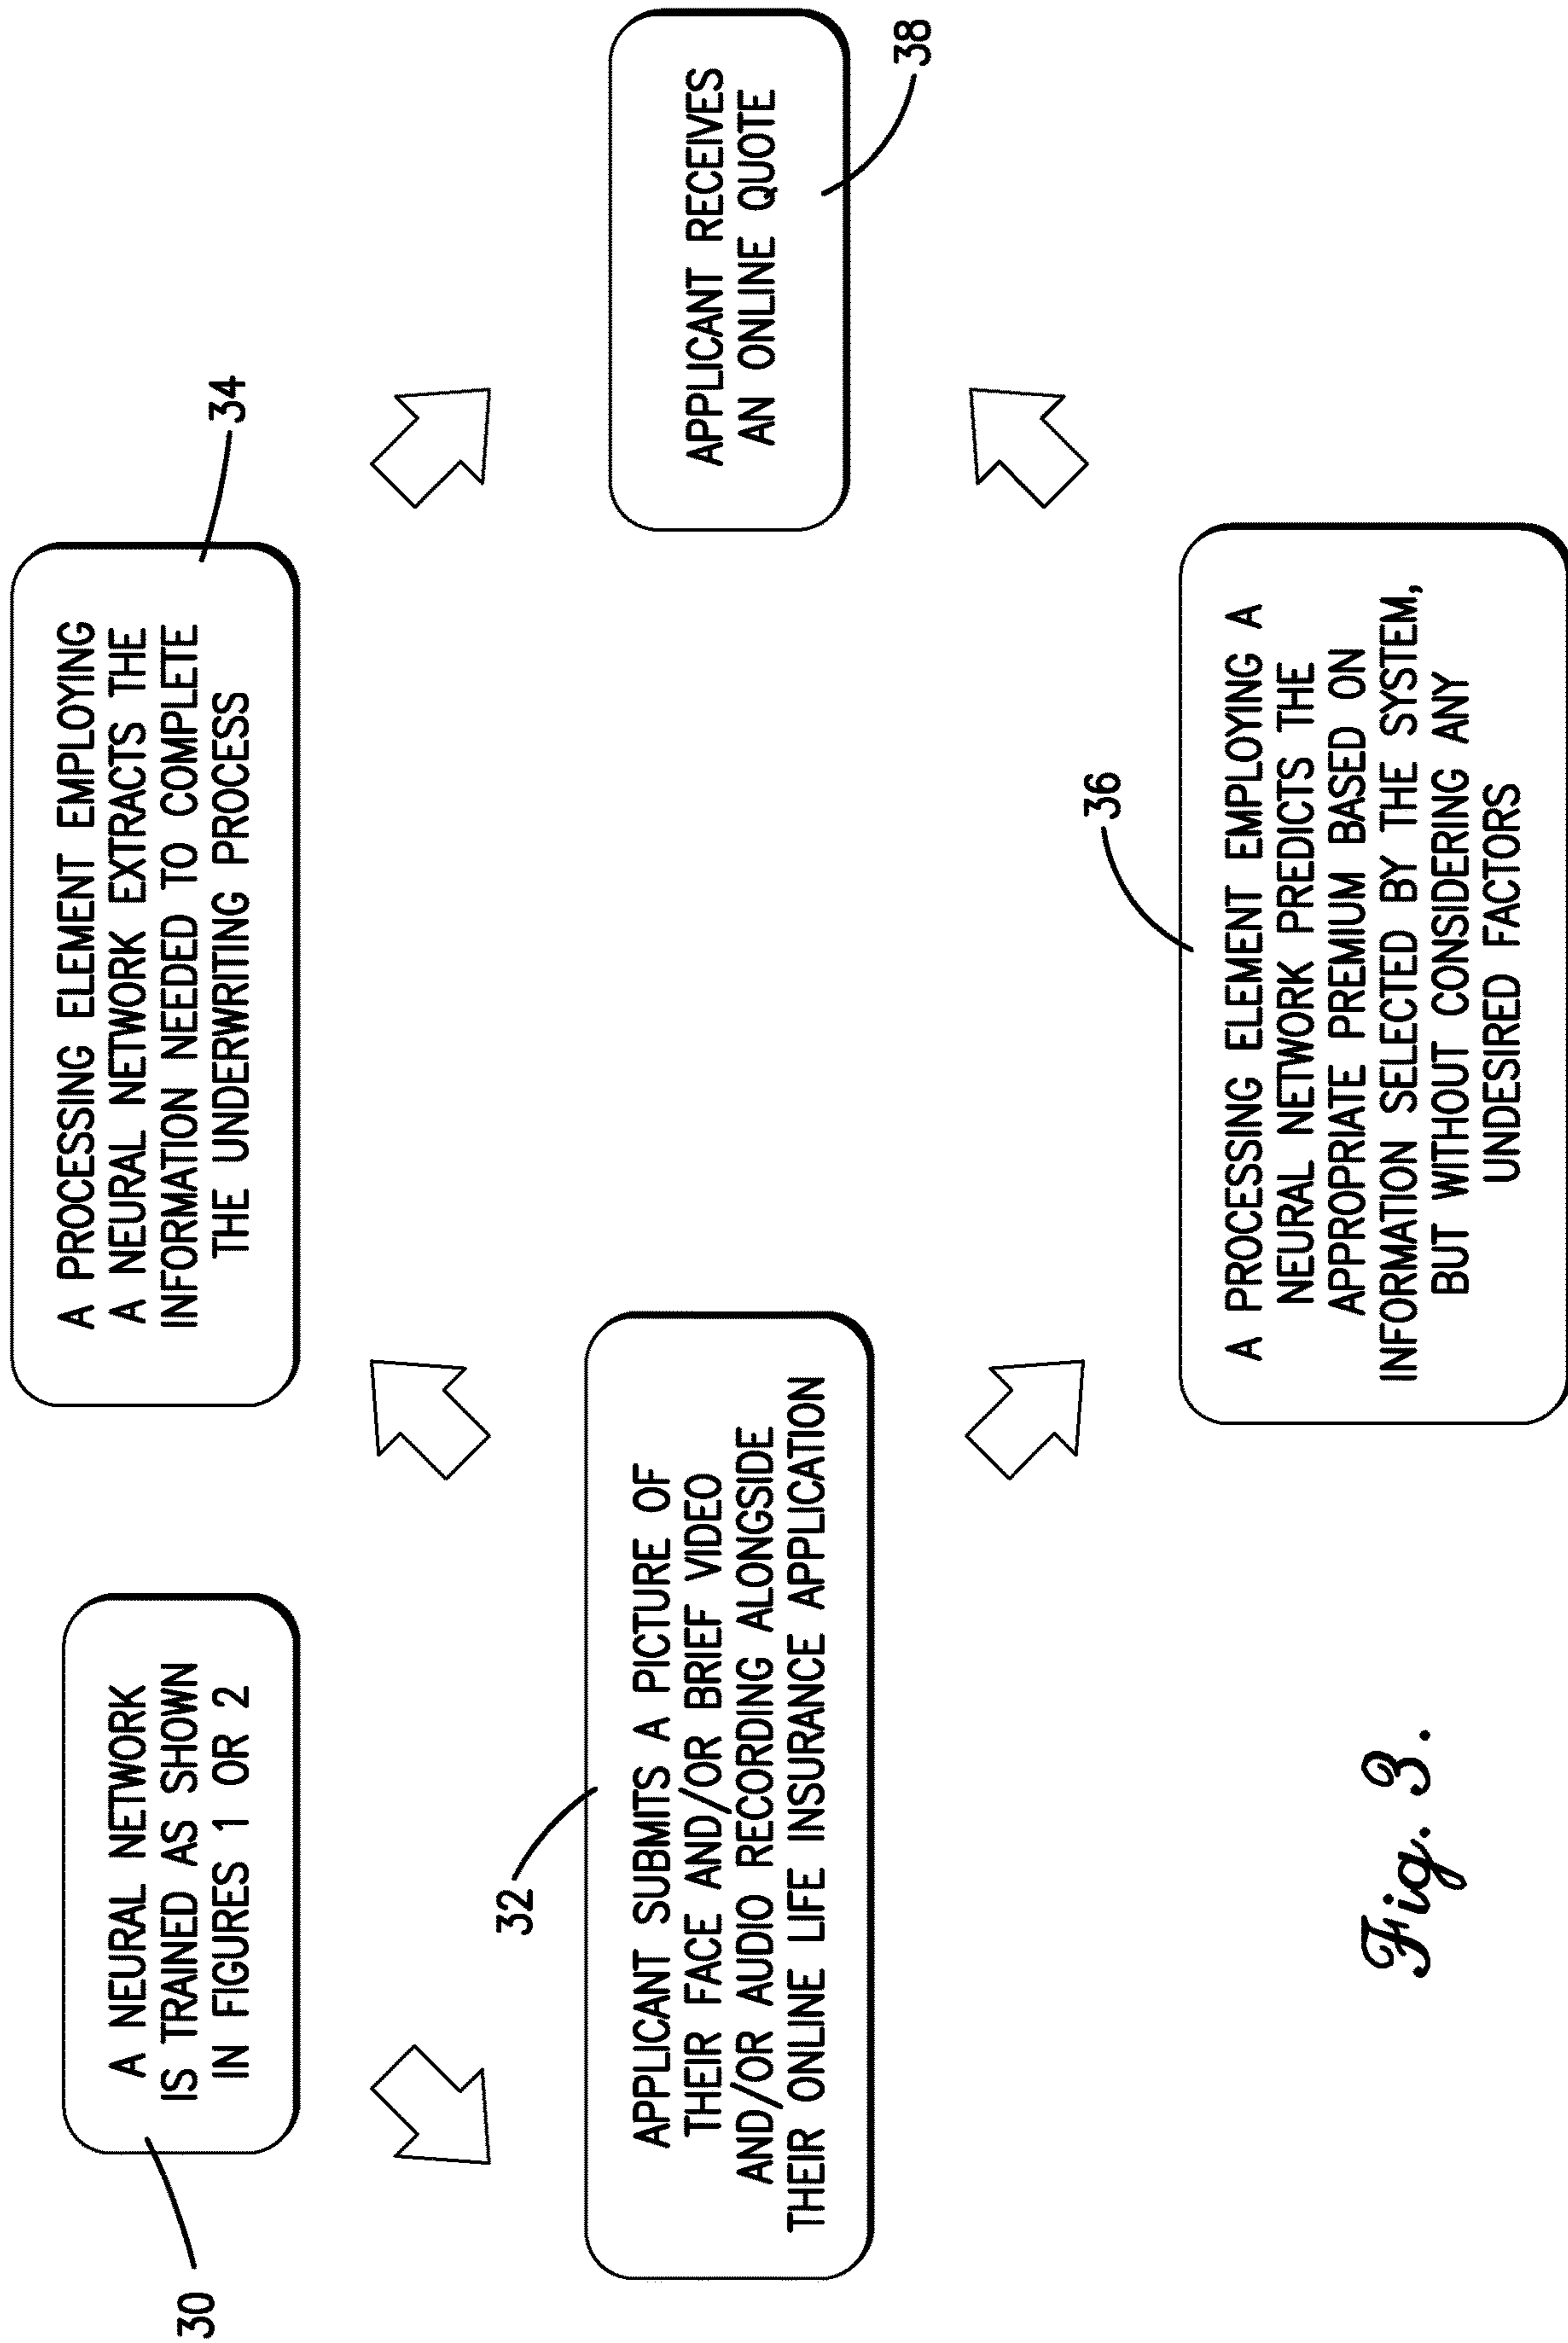 30
A NEURAL NETWORK
IS TRAINED AS SHOWN
IN FIGURES 1 OR 2
32
APPLICANT SUBMITS A PICTURE OF
THEIR FACE AND/OR BRIEF VIDEO
AND/OR AUDIO RECORDING ALONGSIDE
THEIR ONLINE LIFE INSURANCE APPLICATION
34
A PROCESSING ELEMENT EMPLOYING
A NEURAL NETWORK EXTRACTS THE
INFORMATION NEEDED TO COMPLETE
THE UNDERWRITING PROCESS
36
A PROCESSING ELEMENT EMPLOYING A
NEURAL NETWORK PREDICTS THE
APPROPRIATE PREMIUM BASED ON
INFORMATION SELECTED BY THE SYSTEM,
BUT WITHOUT CONSIDERING ANY
UNDESIRED FACTORS
APPLICANT RECEIVES
AN ONLINE QUOTE
38
Fig. 3.